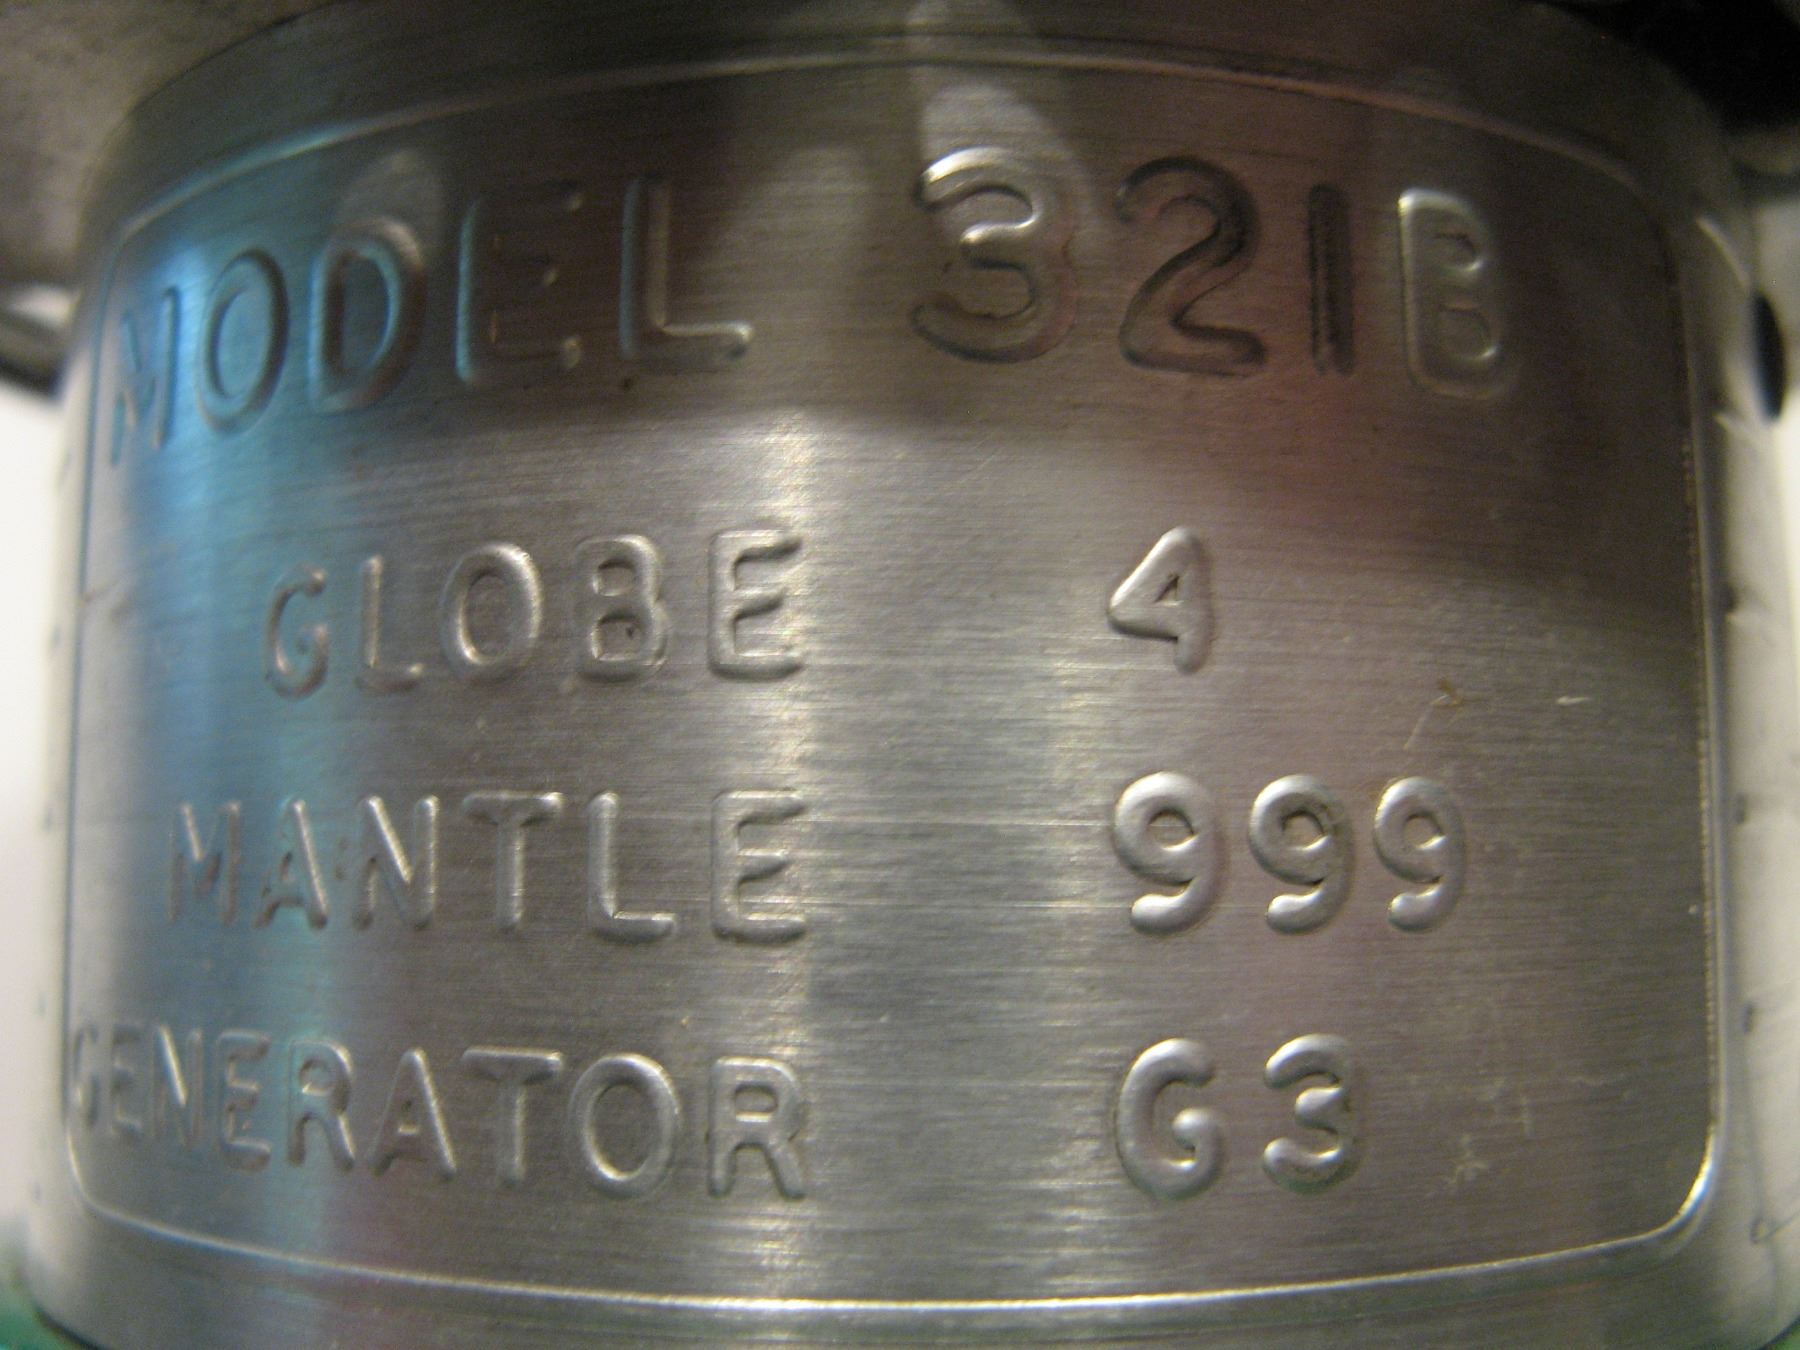 MODEL 321B
GLOBE 4
MANTLE 999
GENERATOR G3